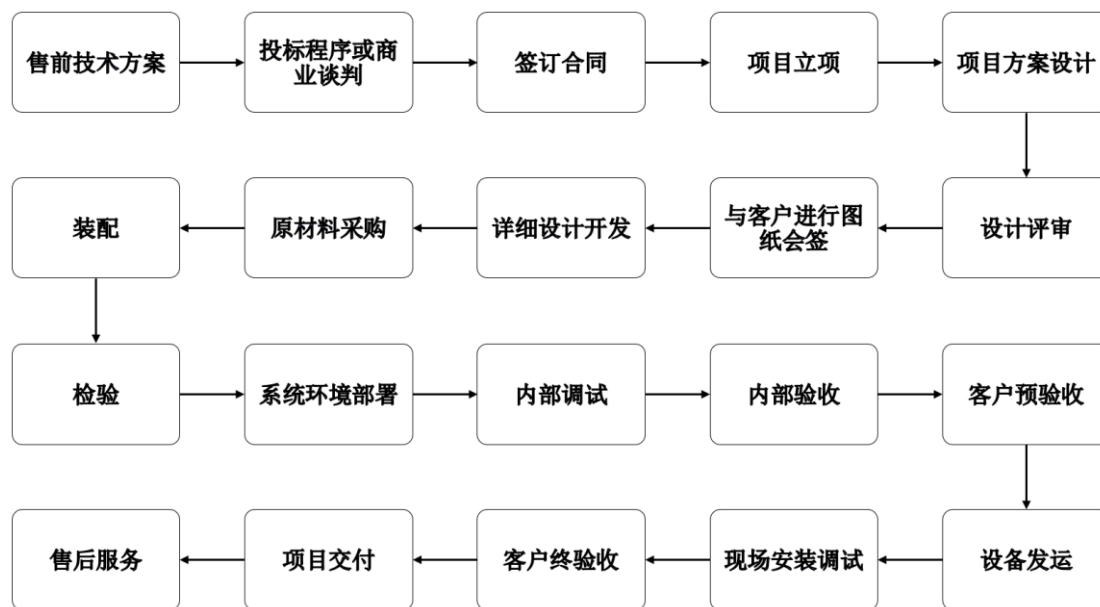 售前技术方案
投标程序或商
业谈判
签订合同
项目立项
项目方案设计
装配
原材料采购
详细设计开发
与客户进行图
纸会签
设计评审
检验
系统环境部署
内部调试
内部验收
客户预验收
售后服务
项目交付
客户终验收
现场安装调试
设备发运